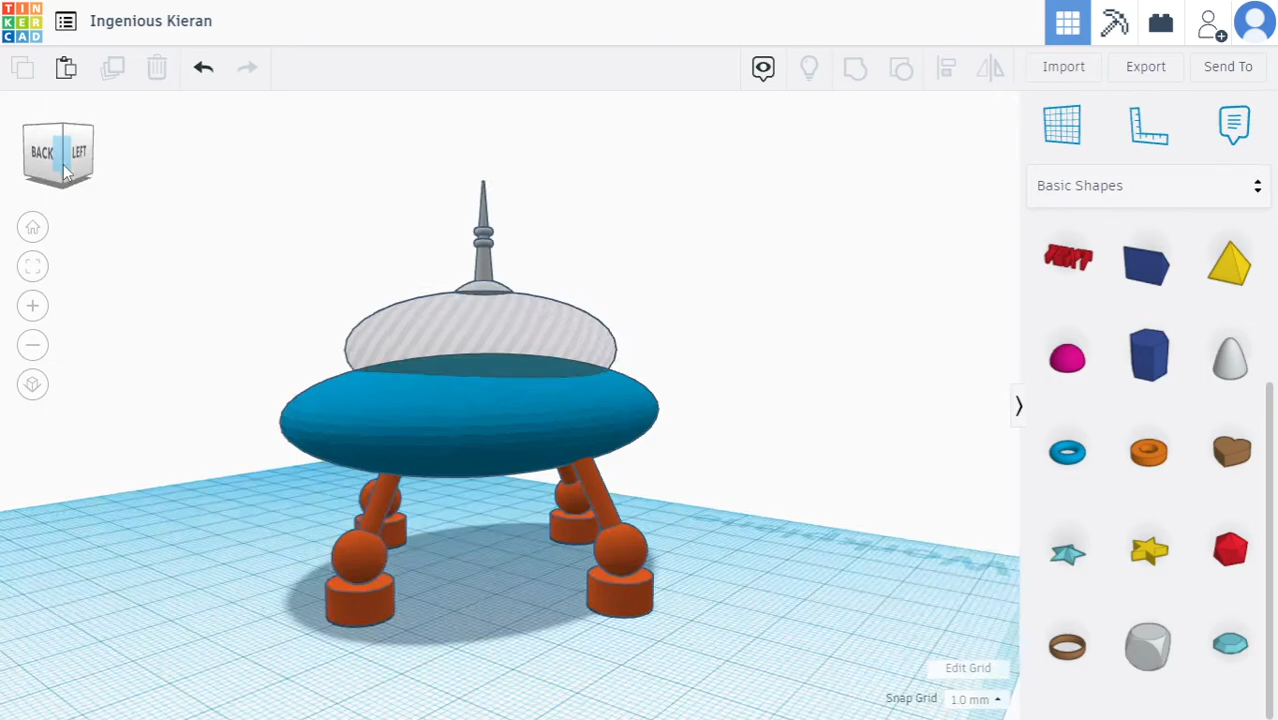 TIN
KER
CAD
Ingenious Kieran
Import
Export
Send To
BACK
LEFT
Basic Shapes
TEXT
Edit Grid
Snap Grid
1.0 mm